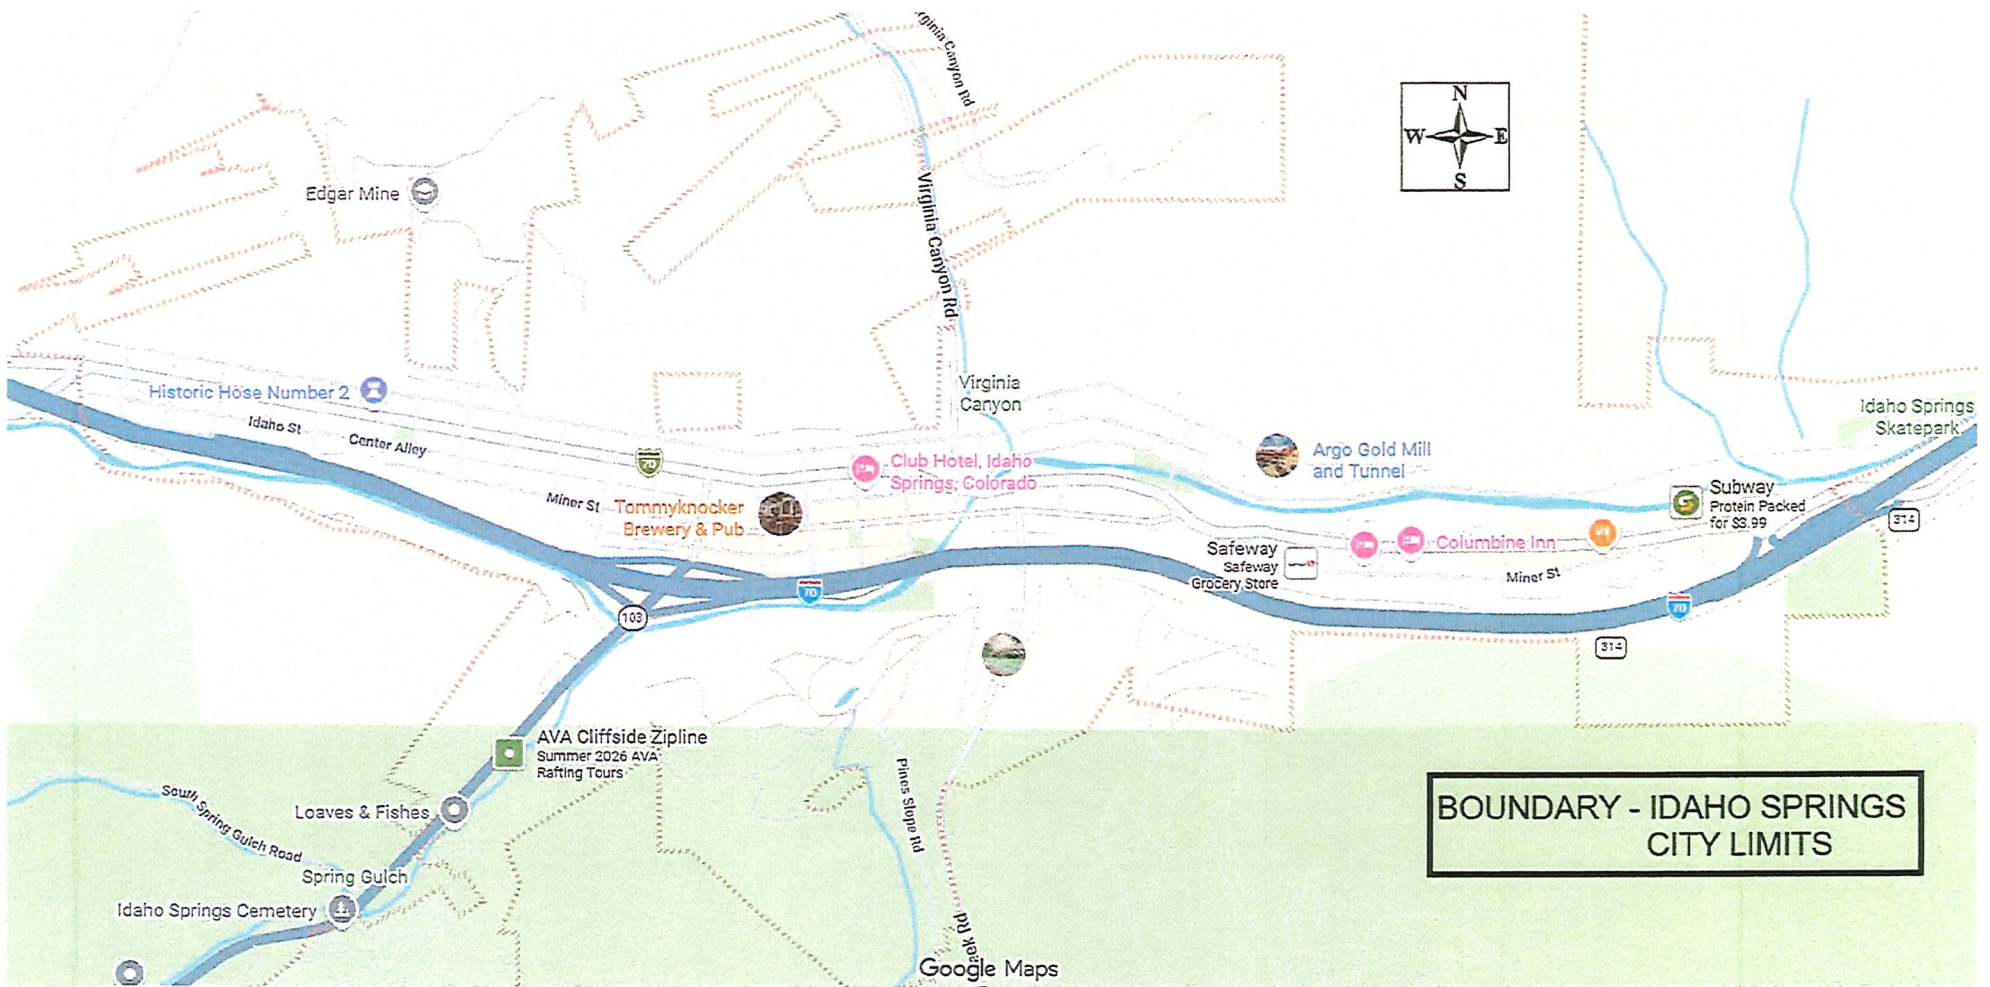 Virginia Canyon Rd
N
W E
S
Edgar Mine
Virginia Canyon Rd
Virginia
Canyon
Historic Hose Number 2
Idaho St
Center Alley
70
Miner St
Tommyknocker
Brewery & Pub
Club Hotel, Idaho
Springs, Colorado
Argo Gold Mill
and Tunnel
Idaho Springs
Skatepark
Subway
Protein Packed
for $3.99
314
Columbine Inn
Safeway
Safeway
Grocery Store
Miner St
70
70
103
314
AVA Cliffside Zipline
Summer 2026 AVA
Rafting Tours
Loaves & Fishes
South Spring Gulch Road
Spring Gulch
Idaho Springs Cemetery
Pines Slope Rd
Rd
Google Maps
BOUNDARY - IDAHO SPRINGS
CITY LIMITS